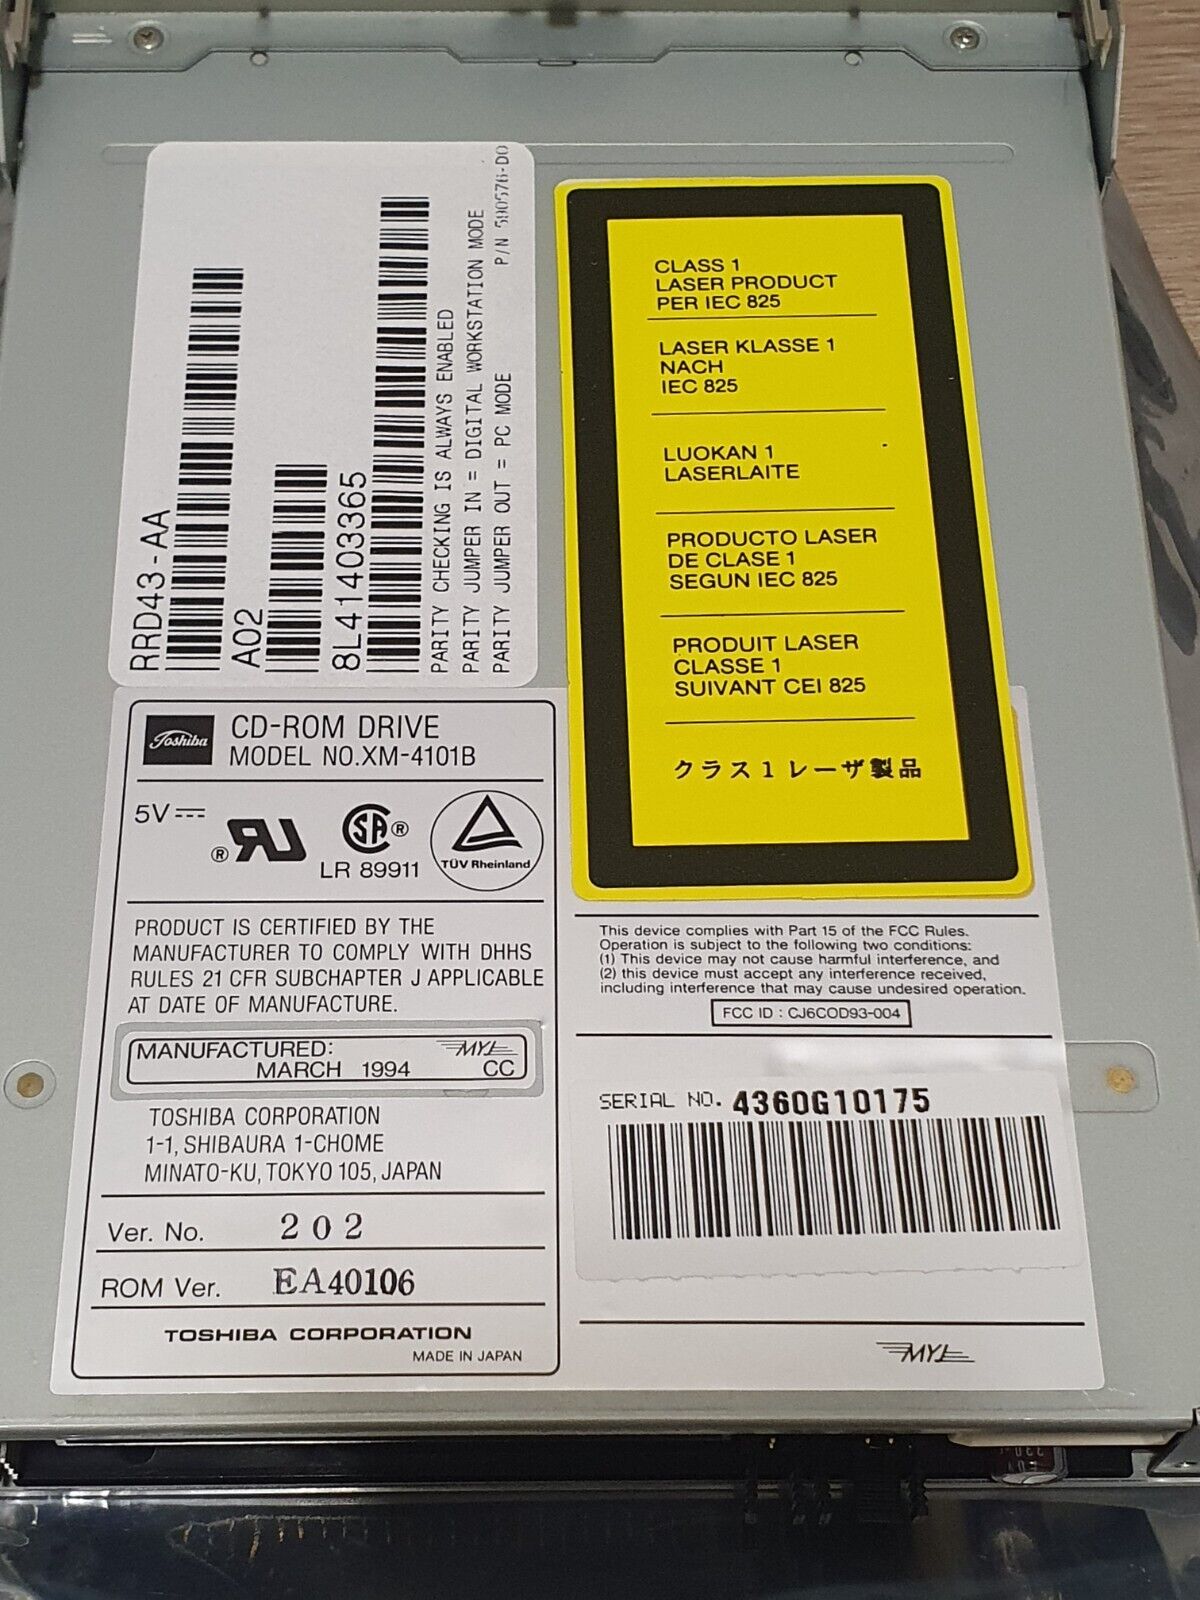 RRD43-AA
A02
8L41403365
PARITY CHECKING IS ALWAYS ENABLED
PARITY JUMPER IN = DIGITAL WORKSTATION MODE
PARITY JUMPER OUT = PC MODE P/N
CLASS 1
LASER PRODUCT
PER IEC 825
LASER KLASSE 1
NACH
IEC 825
LUOKAN 1
LASERLAITE
PRODUCTO LASER
DE CLASE 1
SEGUN IEC 825
PRODUIT LASER
CLASSE 1
SUIVANT CEI 825
クラス1レーザ製品
Toshiba
CD-ROM DRIVE
MODEL NO.XM-4101B
5V
LR 89911
TÜV Rheinland
PRODUCT IS CERTIFIED BY THE
MANUFACTURER TO COMPLY WITH DHHS
RULES 21 CFR SUBCHAPTER J APPLICABLE
AT DATE OF MANUFACTURE.
MANUFACTURED:
MARCH 1994
MYJ
CC
TOSHIBA CORPORATION
1-1, SHIBAURA 1-CHOME
MINATO-KU, TOKYO 105, JAPAN
Ver. No. 202
ROM Ver. EA40106
TOSHIBA CORPORATION
MADE IN JAPAN
This device complies with Part 15 of the FCC Rules.
Operation is subject to the following two conditions:
(1) This device may not cause harmful interference, and
(2) this device must accept any interference received,
including interference that may cause undesired operation.
FCC ID : CJ6COD93-004
SERIAL NO. 4360G10175
MYJ